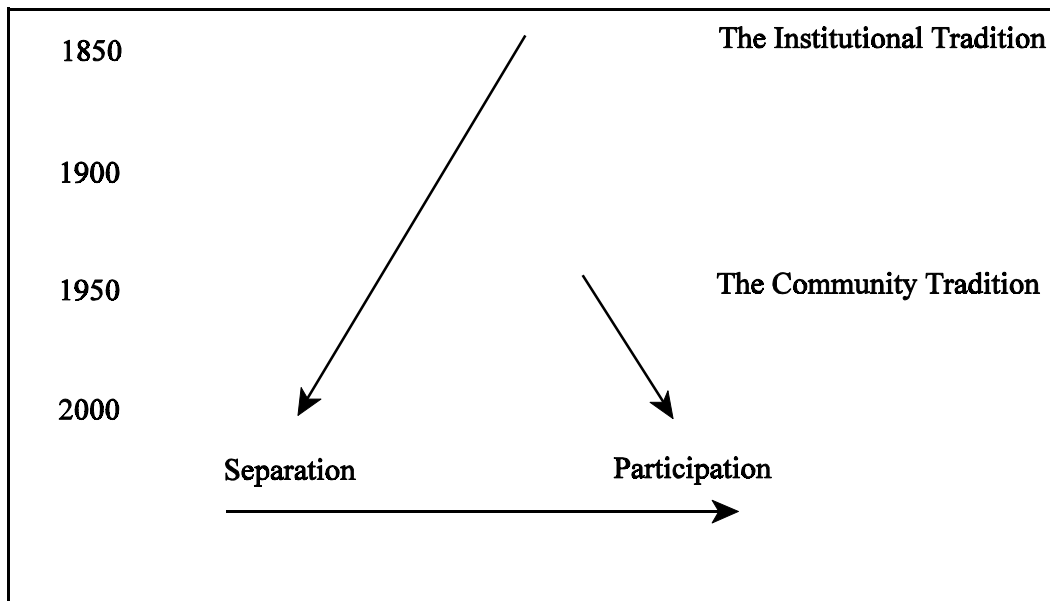 1850 The Institutional Tradition
1900
1950 The Community Tradition
2000
Separation Participation